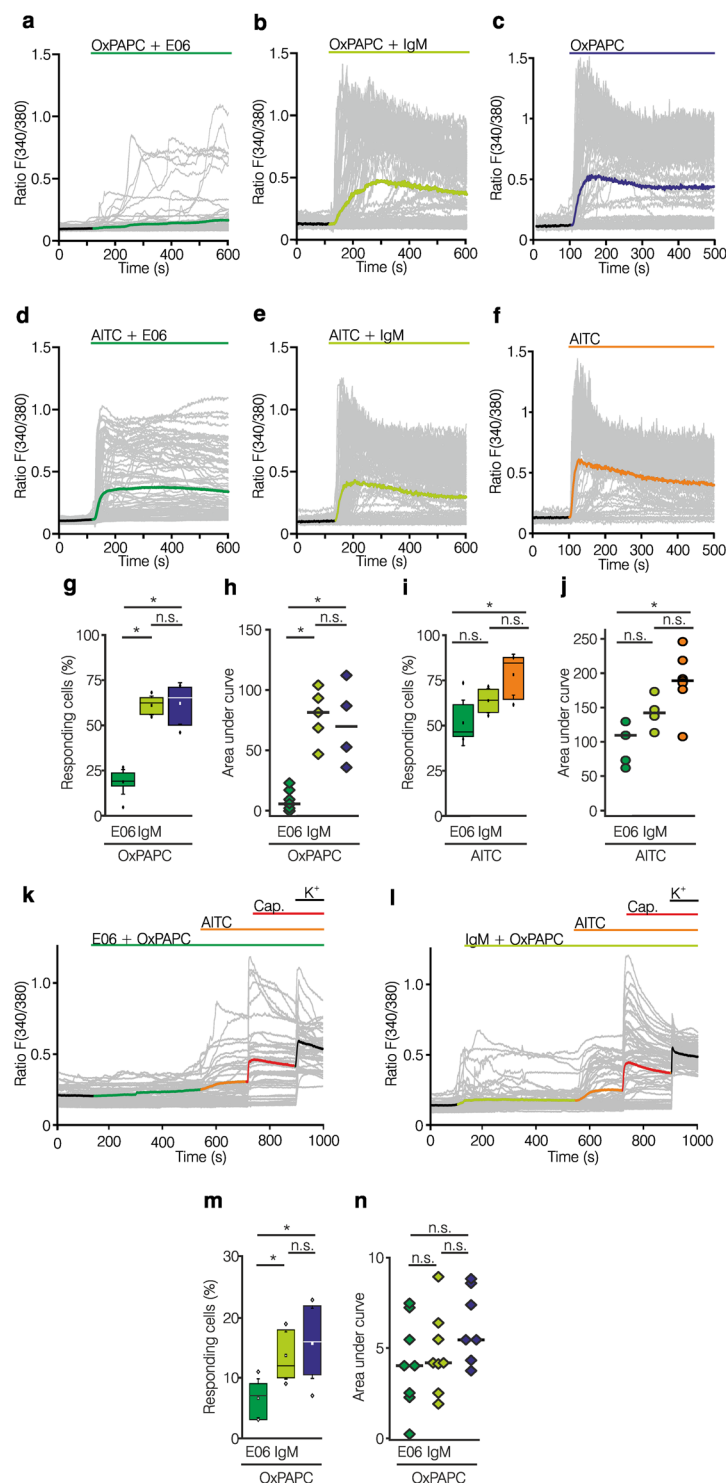 a
b
c
OxPAPC + E06
OxPAPC + IgM
OxPAPC
Ratio F(340/380)
1.5
1.0
0.5
0
0 200 400 600
Time (s)
Ratio F(340/380)
1.5
1.0
0.5
0
0 200 400 600
Time (s)
Ratio F(340/380)
1.5
1
0.5
0
0 100 200 300 400 500
Time (s)
d
e
f
AITC + E06
AITC + IgM
AITC
Ratio F(340/380)
1.5
1.0
0.5
0
0 200 400 600
Time (s)
Ratio F(340/380)
1.5
1.0
0.5
0
0 200 400 600
Time (s)
Ratio F(340/380)
1.5
1.0
0.5
0
0 100 200 300 400 500
Time (s)
g
*
n.s.
*
Responding cells (%)
100
75
50
25
0
E06 IgM
OxPAPC
h
*
n.s.
*
Area under curve
150
100
50
0
E06 IgM
OxPAPC
i
*
n.s.
n.s.
Responding cells (%)
100
75
50
25
0
E06 IgM
AITC
j
*
n.s.
n.s.
Area under curve
250
200
150
100
50
0
E06 IgM
AITC
k
K+
Cap.
AITC
E06 + OxPAPC
Ratio F(340/380)
1.0
0.5
0
0 200 400 600 800 1000
Time (s)
l
K+
Cap.
AITC
IgM + OxPAPC
Ratio F(340/380)
1.0
0.5
0
0 200 400 600 800 1000
Time (s)
m
*
n.s.
*
Responding cells (%)
30
20
10
0
E06 IgM
OxPAPC
n
n.s.
n.s.
n.s.
Area under curve
10
5
0
E06 IgM
OxPAPC